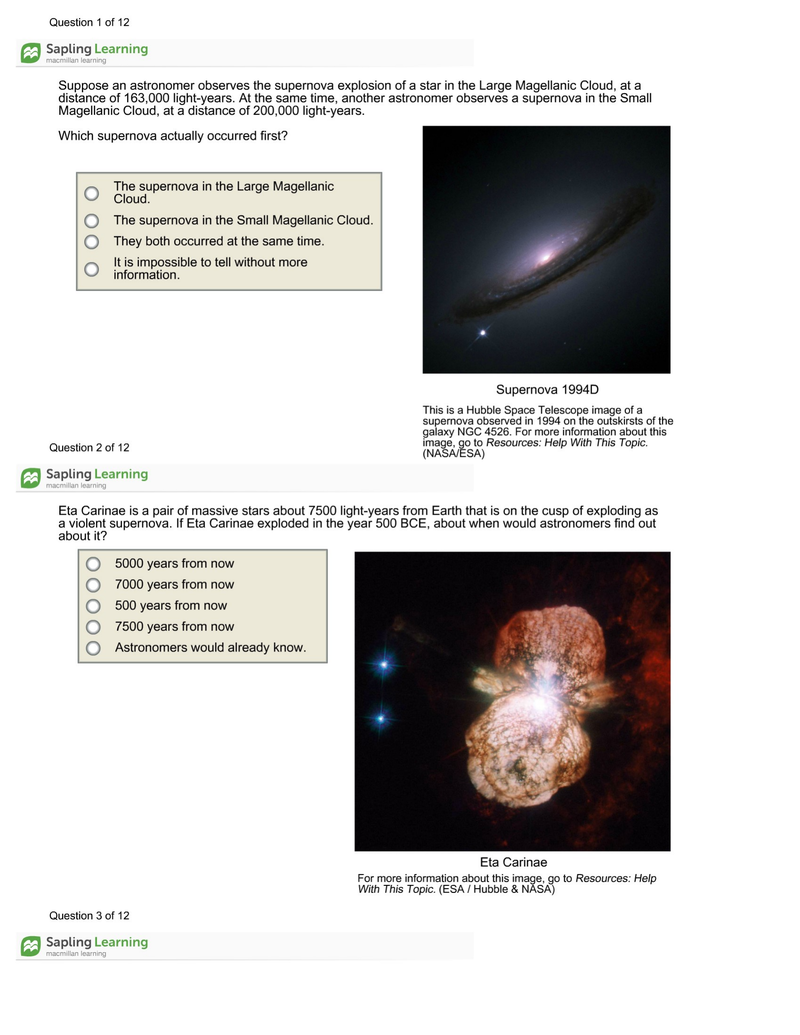 Question 1 of 12
Sapling Learning
macmillan learning
Suppose an astronomer observes the supernova explosion of a star in the Large Magellanic Cloud, at a
distance of 163,000 light-years. At the same time, another astronomer observes a supernova in the Small
Magellanic Cloud, at a distance of 200,000 light-years.
Which supernova actually occurred first?
The supernova in the Large Magellanic
Cloud.
The supernova in the Small Magellanic Cloud.
They both occurred at the same time.
It is impossible to tell without more
information.
Supernova 1994D
This is a Hubble Space Telescope image of a
supernova observed in 1994 on the outskirsts of the
galaxy NGC 4526. For more information about this
image, go to Resources: Help With This Topic.
(NASA/ESA)
Question 2 of 12
Sapling Learning
macmillan learning
Eta Carinae is a pair of massive stars about 7500 light-years from Earth that is on the cusp of exploding as
a violent supernova. If Eta Carinae exploded in the year 500 BCE, about when would astronomers find out
about it?
5000 years from now
7000 years from now
500 years from now
7500 years from now
Astronomers would already know.
Eta Carinae
For more information about this image, go to Resources: Help
With This Topic. (ESA / Hubble & NASA)
Question 3 of 12
Sapling Learning
macmillan learning